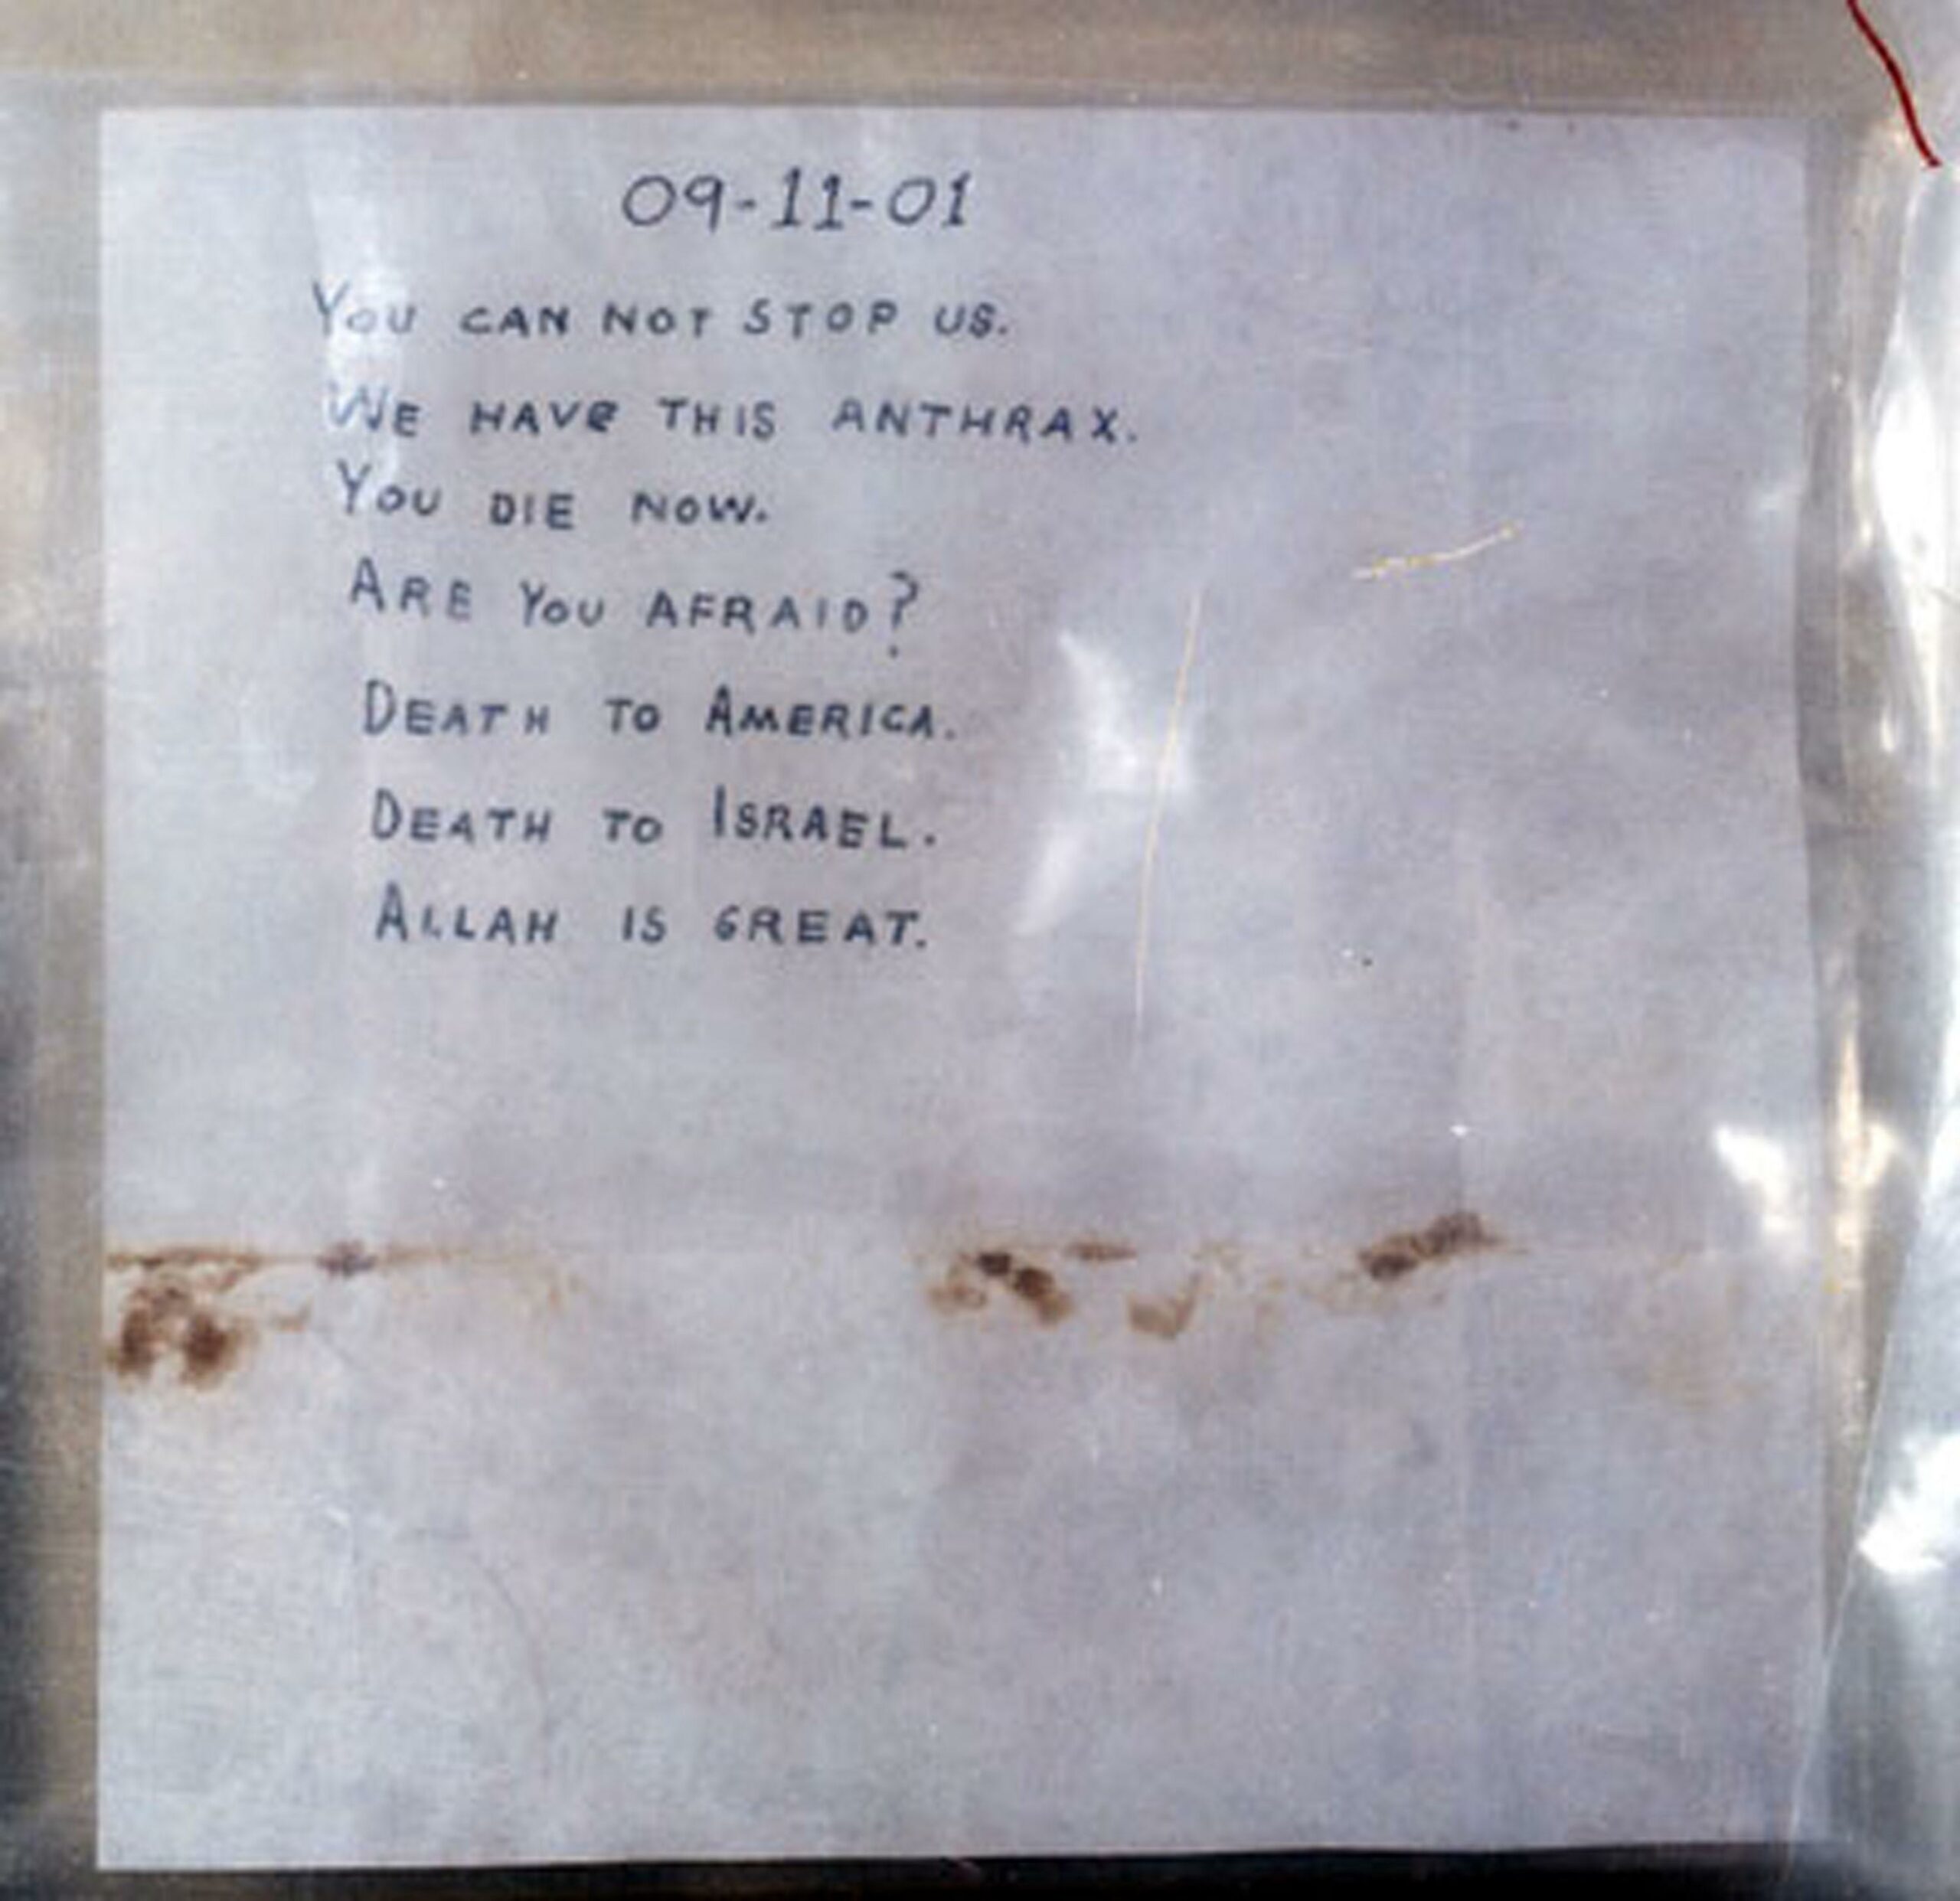 09-11-01
YOU CAN NOT STOP US.
WE HAVe THIS ANTHRAX.
YOU DIE NOW.
ARE YOU AFRAID?
DEATH TO AMERICA.
DEATH TO ISRAEL.
ALLAH IS GREAT.